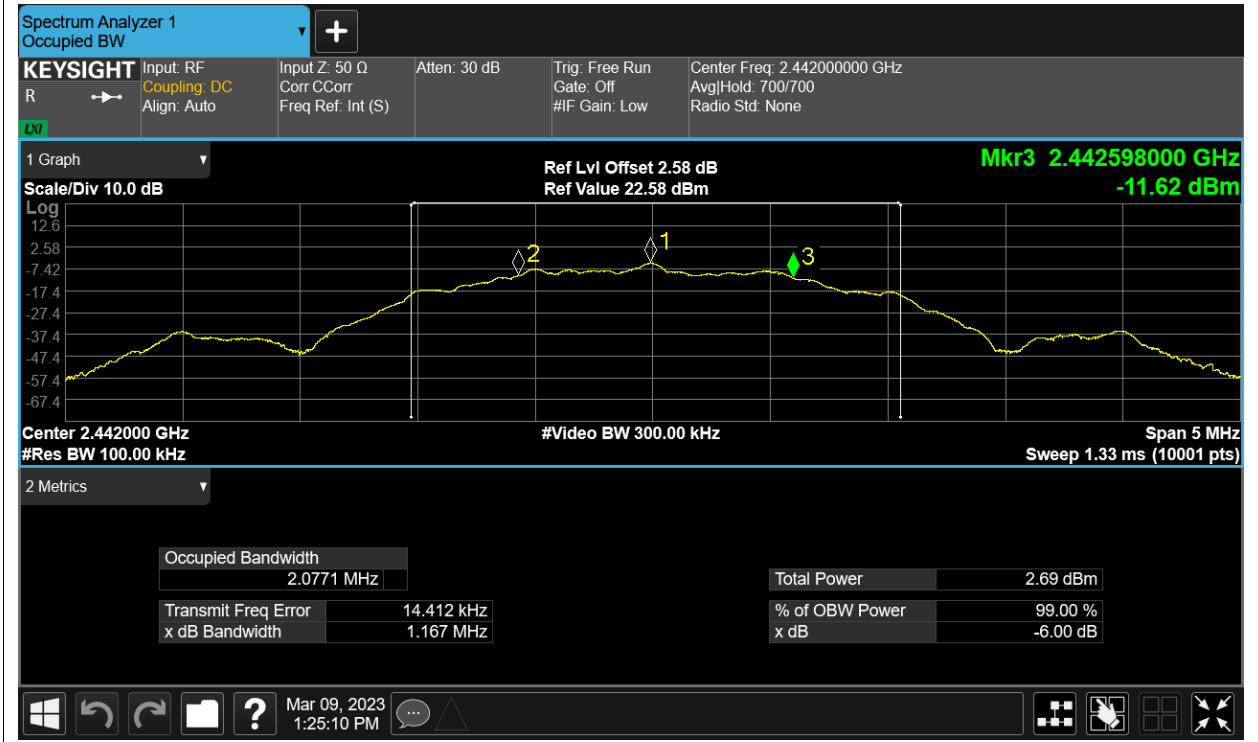 Spectrum Analyzer 1
Occupied BW
KEYSIGHT
R
LXI
Input: RF
Coupling: DC
Align: Auto
Input Z: 50 Ω
Corr CCorr
Freq Ref: Int (S)
Atten: 30 dB
Trig: Free Run
Gate: Off
#IF Gain: Low
Center Freq: 2.442000000 GHz
Avg|Hold: 700/700
Radio Std: None
1 Graph
Scale/Div 10.0 dB
Ref Lvl Offset 2.58 dB
Ref Value 22.58 dBm
Mkr3 2.442598000 GHz
-11.62 dBm
Log
12.6
2.58
-7.42
-17.4
-27.4
-37.4
-47.4
-57.4
-67.4
2
1
3
Center 2.442000 GHz
#Res BW 100.00 kHz
#Video BW 300.00 kHz
Span 5 MHz
Sweep 1.33 ms (10001 pts)
2 Metrics
Occupied Bandwidth
2.0771 MHz
Transmit Freq Error 14.412 kHz
x dB Bandwidth 1.167 MHz
Total Power 2.69 dBm
% of OBW Power 99.00 %
x dB -6.00 dB
?
Mar 09, 2023
1:25:10 PM